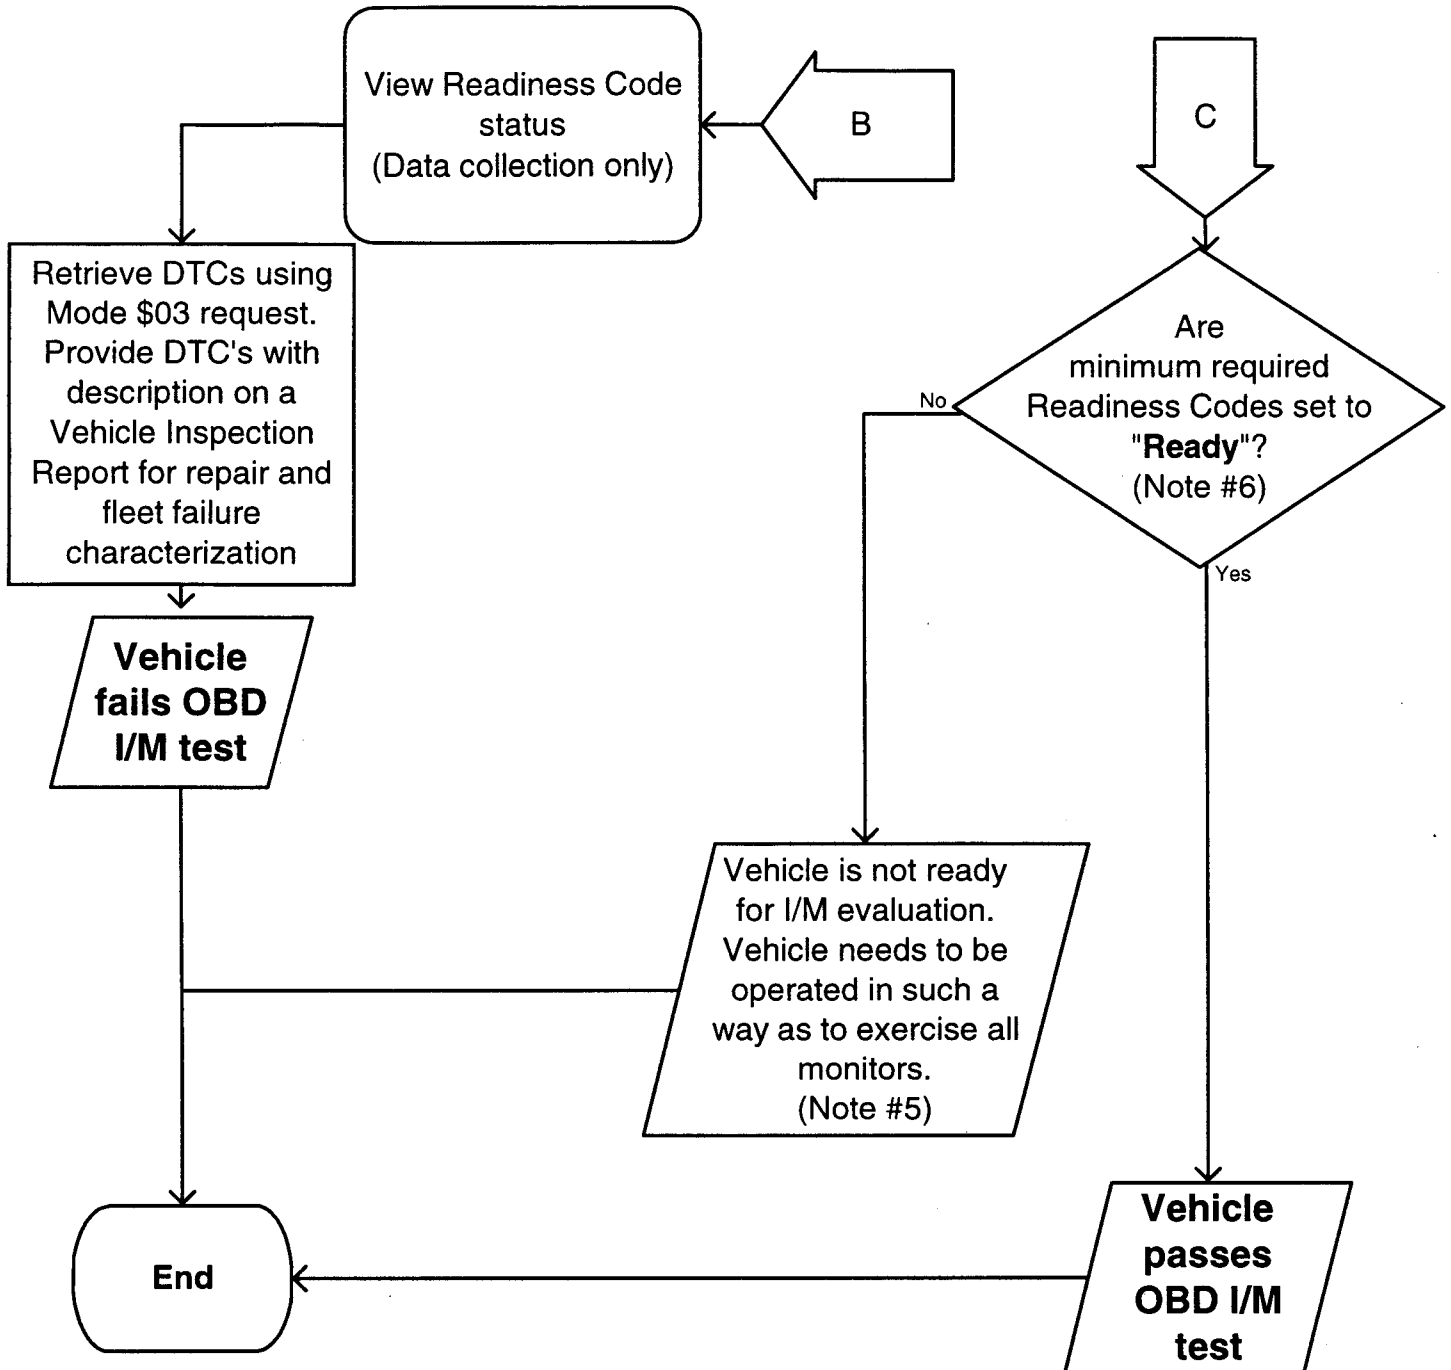 View Readiness Code
status
(Data collection only)
B
C
Retrieve DTCs using
Mode $03 request.
Provide DTC's with
description on a
Vehicle Inspection
Report for repair and
fleet failure
characterization
Are
minimum required
Readiness Codes set to
"Ready"?
(Note #6)
No
Yes
Vehicle
fails OBD
I/M test
Vehicle is not ready
for I/M evaluation.
Vehicle needs to be
operated in such a
way as to exercise all
monitors.
(Note #5)
End
Vehicle
passes
OBD I/M
test